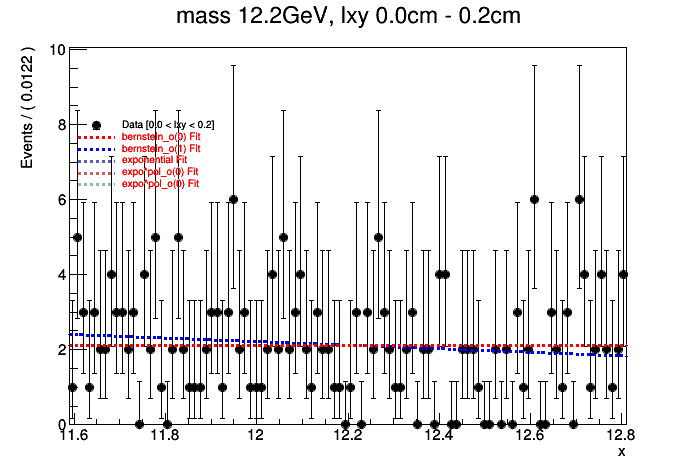 mass 12.2GeV, lxy 0.0cm - 0.2cm
Events / ( 0.0122 )
10
8
6
4
2
0
Data [0.0 < lxy < 0.2]
bernstein_o(0) Fit
bernstein_o(1) Fit
exponential Fit
expo*pol_o(0) Fit
expo*pol_o(0) Fit
11.6 11.8 12 12.2 12.4 12.6 12.8
x